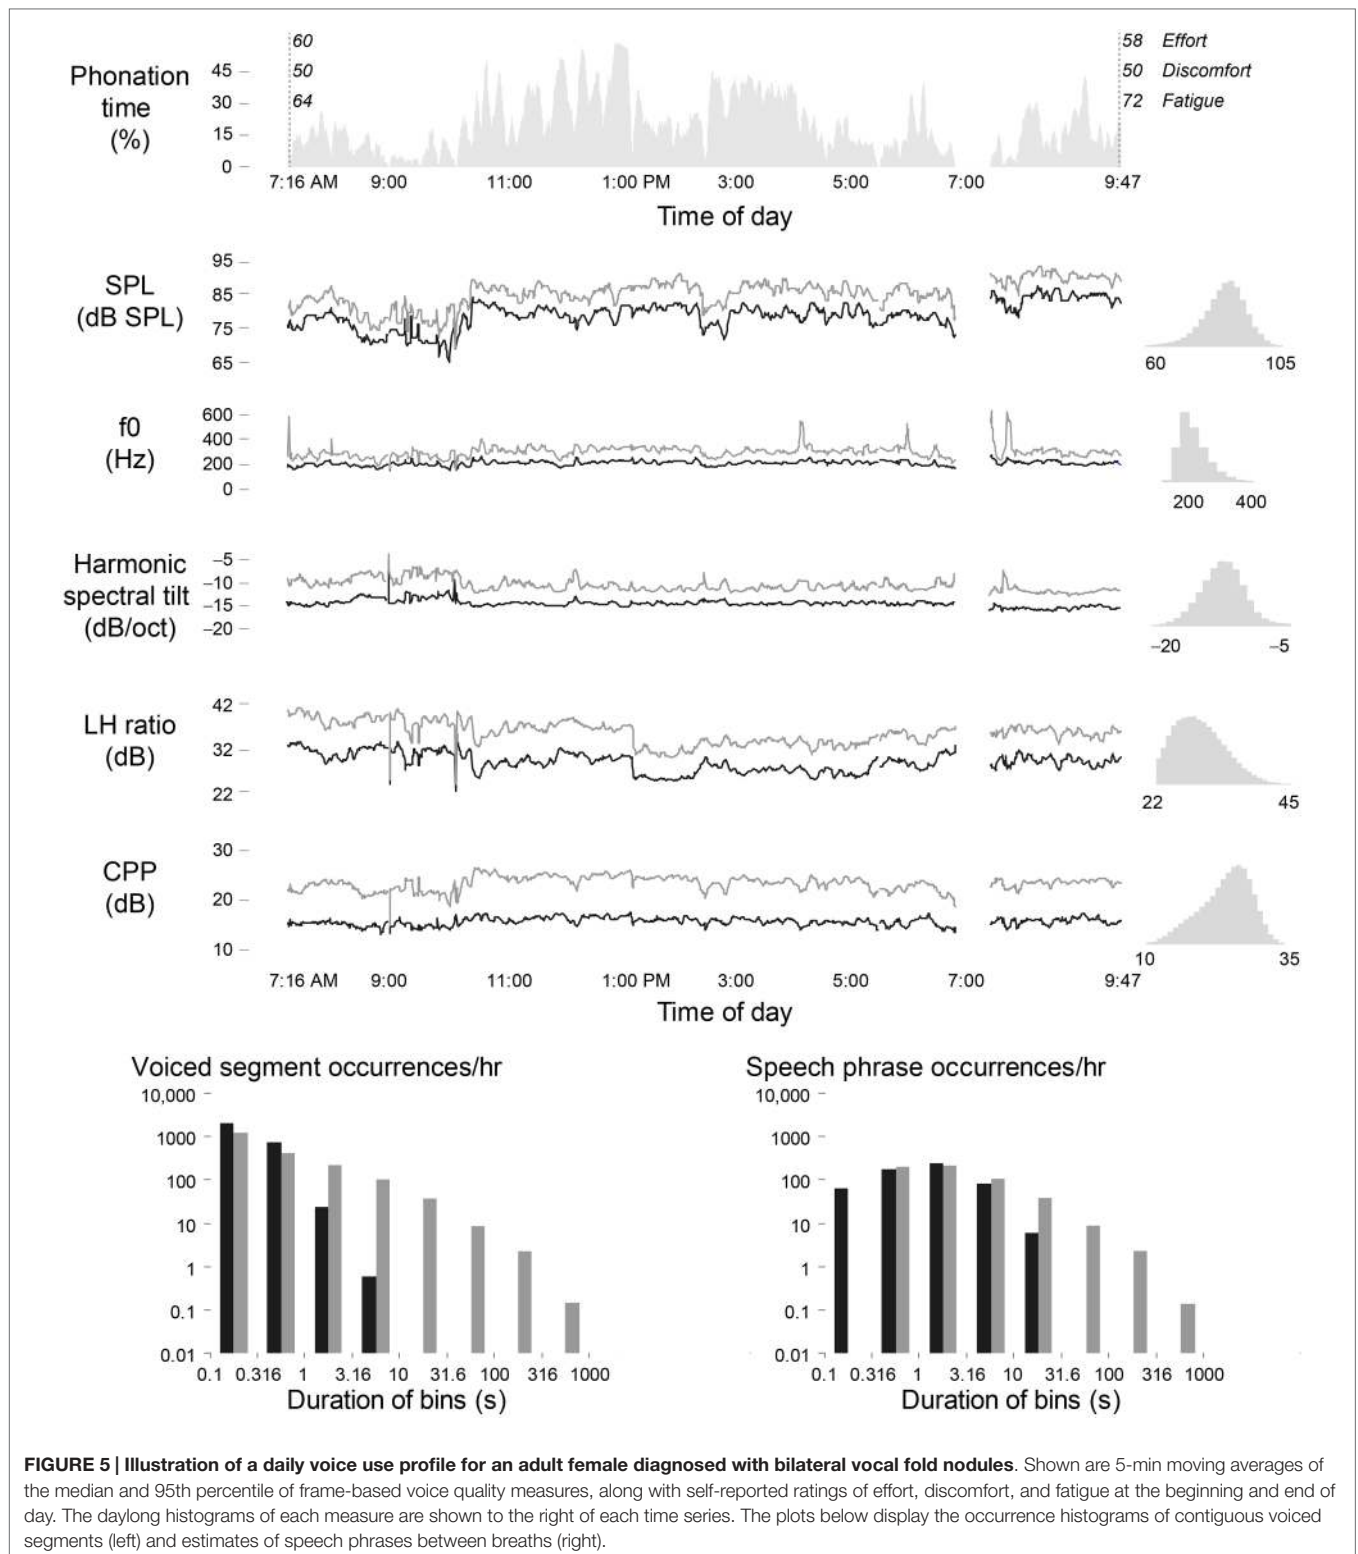 60
50
64
58 Effort
50 Discomfort
72 Fatigue
Phonation
time
(%)
45
30
15
0
7:16 AM 9:00 11:00 1:00 PM 3:00 5:00 7:00 9:47
Time of day
SPL
(dB SPL)
95
85
75
65
60 105
f0
(Hz)
600
400
200
0
200 400
Harmonic
spectral tilt
(dB/oct)
–5
–10
–15
–20
–20 –5
LH ratio
(dB)
42
32
22
22 45
CPP
(dB)
30
20
10
10 35
7:16 AM 9:00 11:00 1:00 PM 3:00 5:00 7:00 9:47
Time of day
Voiced segment occurrences/hr
10,000
1000
100
10
1
0.1
0.01
0.1 0.316 1 3.16 10 31.6 100 316 1000
Duration of bins (s)
Speech phrase occurrences/hr
10,000
1000
100
10
1
0.1
0.01
0.1 0.316 1 3.16 10 31.6 100 316 1000
Duration of bins (s)
FIGURE 5 | Illustration of a daily voice use profile for an adult female diagnosed with bilateral vocal fold nodules. Shown are 5-min moving averages of
the median and 95th percentile of frame-based voice quality measures, along with self-reported ratings of effort, discomfort, and fatigue at the beginning and end of
day. The daylong histograms of each measure are shown to the right of each time series. The plots below display the occurrence histograms of contiguous voiced
segments (left) and estimates of speech phrases between breaths (right).